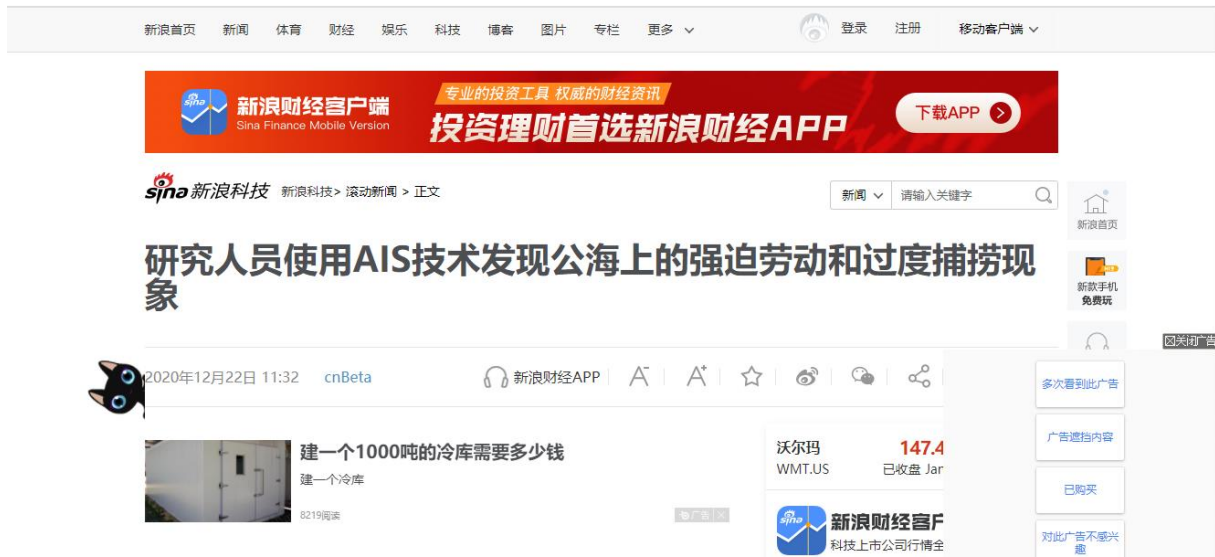 新浪首页 新闻 体育 财经 娱乐 科技 博客 图片 专栏 更多 登录 注册 移动客户端
sina
新浪财经客户端
Sina Finance Mobile Version
专业的投资工具 权威的财经资讯
投资理财首选新浪财经APP
下载APP
sina新浪科技 新浪科技> 滚动新闻 > 正文
新闻 请输入关键字
新浪首页
研究人员使用AIS技术发现公海上的强迫劳动和过度捕捞现
象
新款手机
免费玩
关闭广告
2020年12月22日 11:32 cnBeta 新浪财经APP A- A+
多次看到此广告
广告遮挡内容
已购买
对此广告不感兴
趣
建一个1000吨的冷库需要多少钱
建一个冷库
8219阅读 广告
沃尔玛 147.4
WMT.US 已收盘 Jan
sina
新浪财经客户
科技上市公司行情全